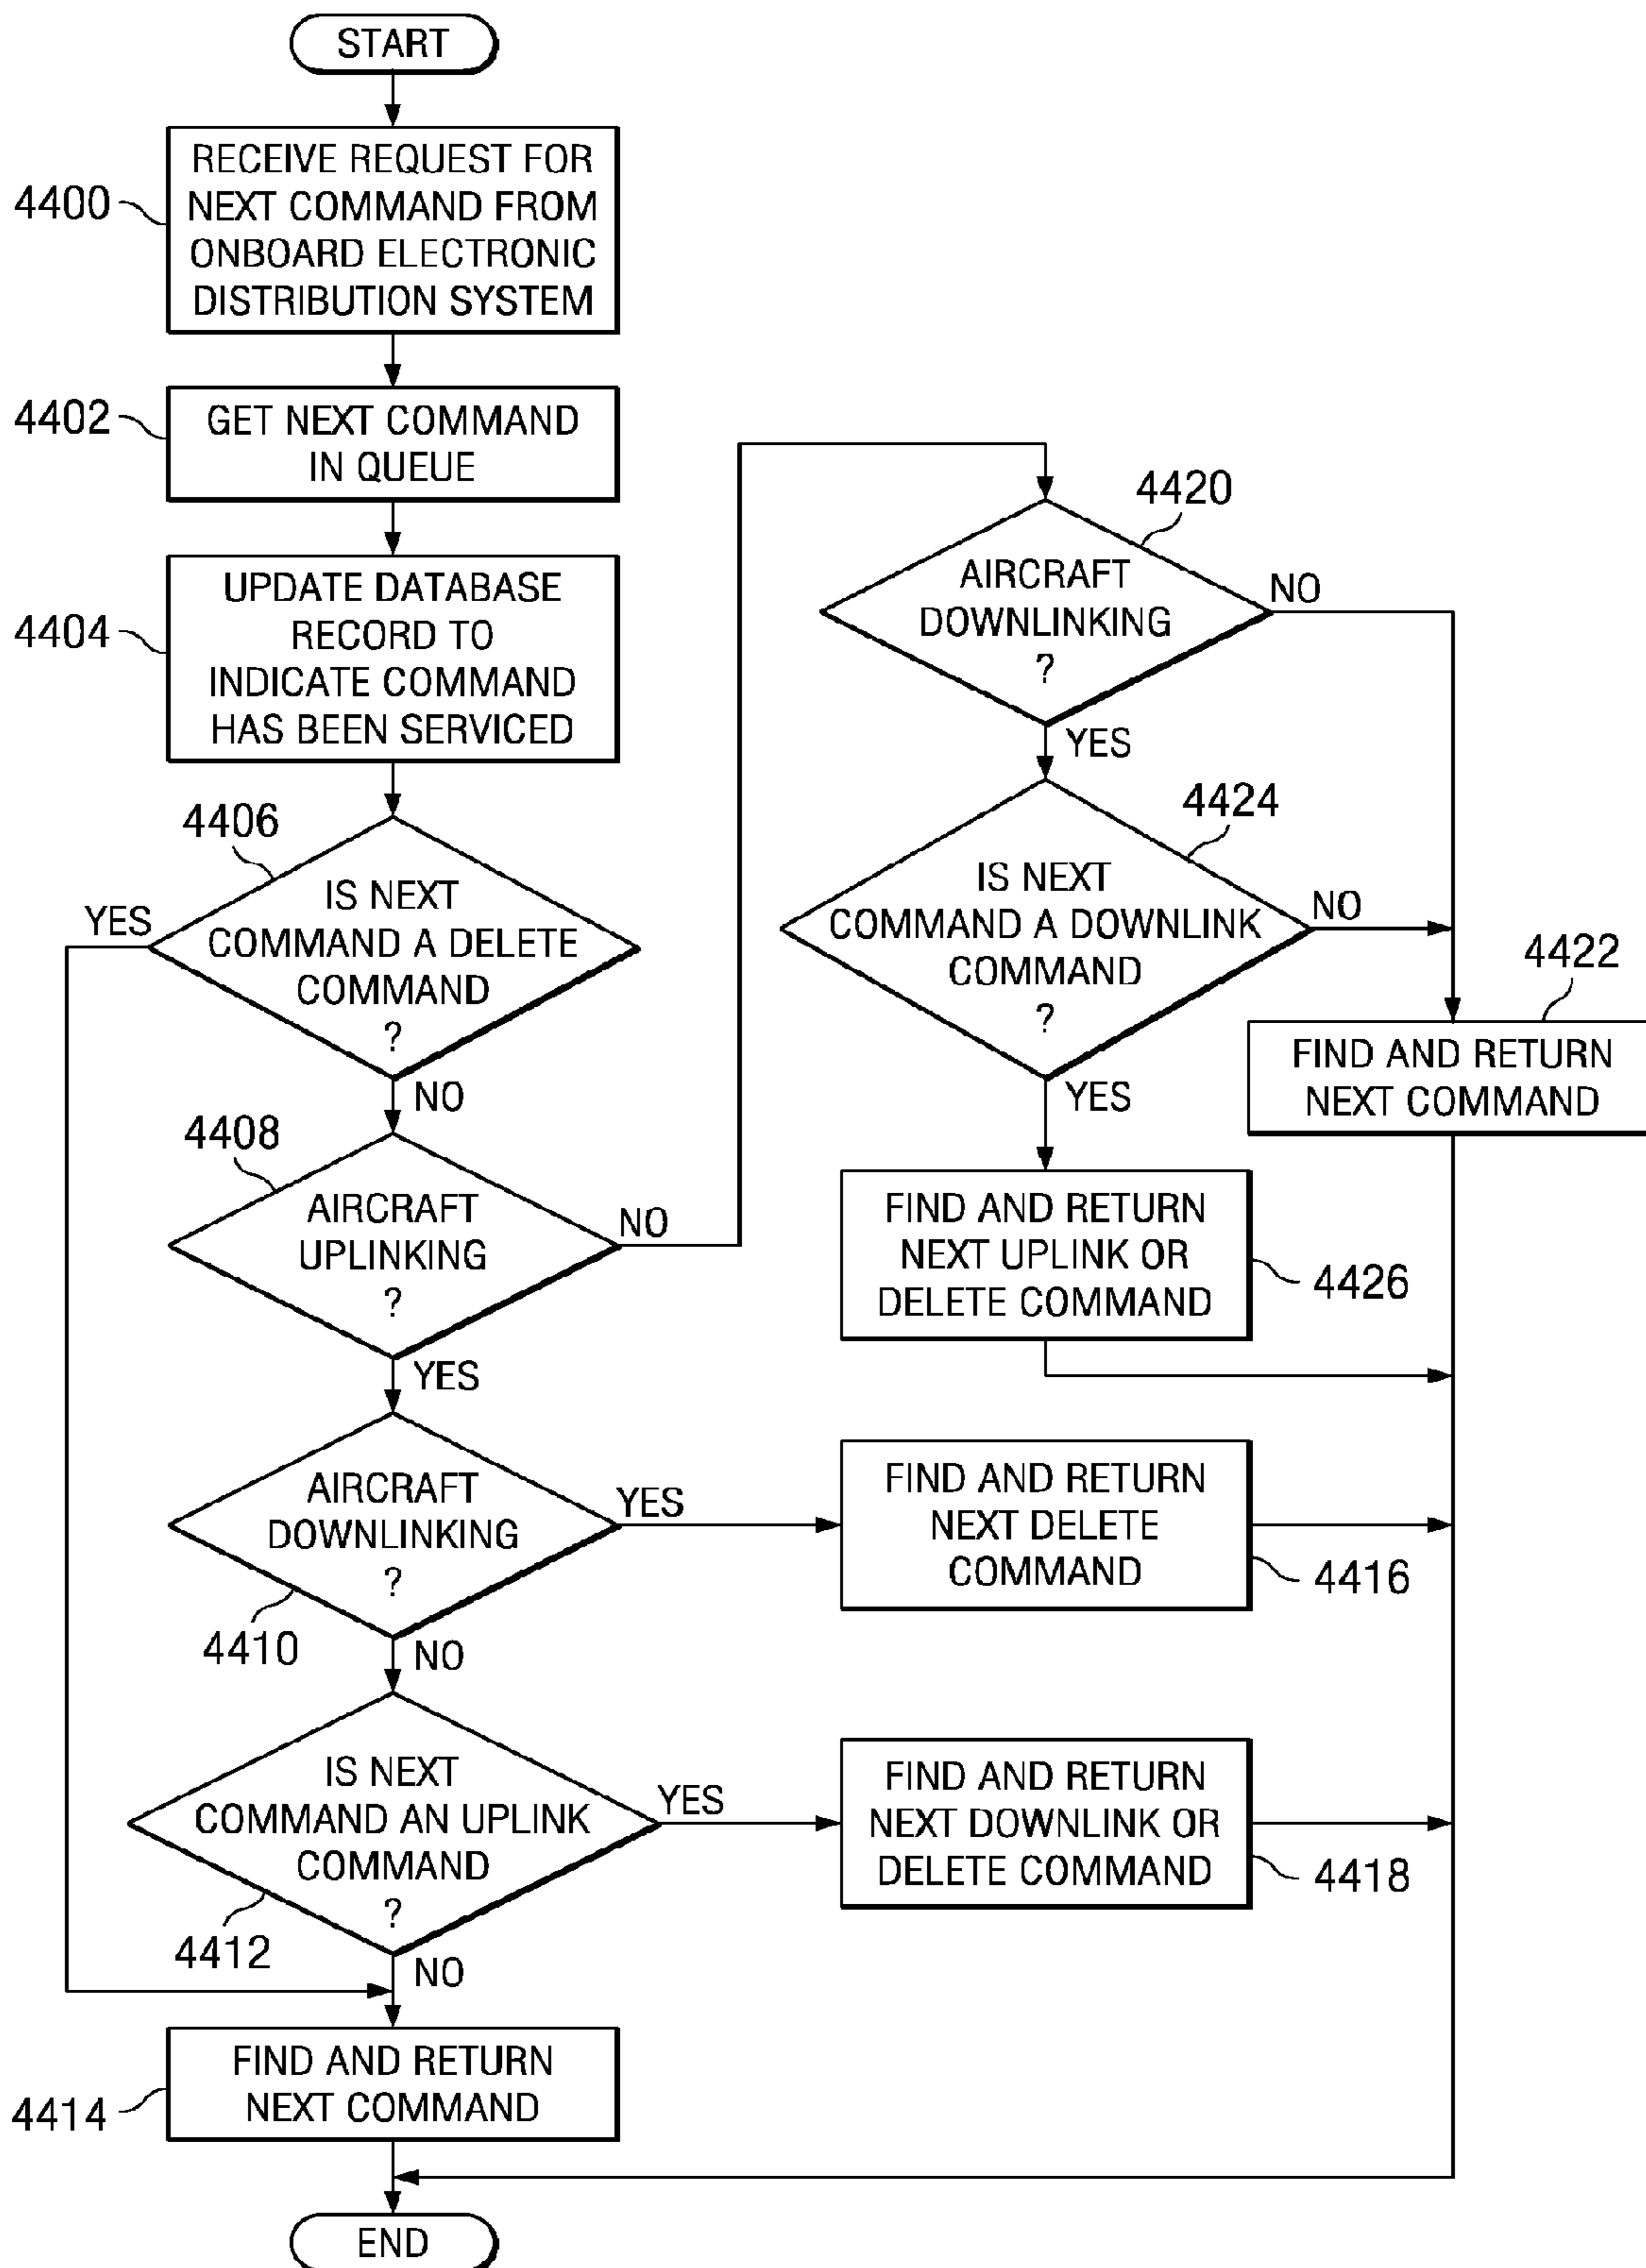 START
RECEIVE REQUEST FOR
NEXT COMMAND FROM
ONBOARD ELECTRONIC
DISTRIBUTION SYSTEM
4400
4402
GET NEXT COMMAND
IN QUEUE
4404
UPDATE DATABASE
RECORD TO
INDICATE COMMAND
HAS BEEN SERVICED
4406
YES
IS NEXT
COMMAND A DELETE
COMMAND
?
NO
4408
AIRCRAFT
UPLINKING
?
NO
YES
AIRCRAFT
DOWNLINKING
?
YES
4410
NO
IS NEXT
COMMAND AN UPLINK
COMMAND
?
YES
4412
NO
FIND AND RETURN
NEXT COMMAND
4414
END
4420
AIRCRAFT
DOWNLINKING
?
NO
YES
4424
IS NEXT
COMMAND A DOWNLINK
COMMAND
?
NO
YES
4422
FIND AND RETURN
NEXT COMMAND
FIND AND RETURN
NEXT UPLINK OR
DELETE COMMAND
4426
FIND AND RETURN
NEXT DELETE
COMMAND
4416
FIND AND RETURN
NEXT DOWNLINK OR
DELETE COMMAND
4418